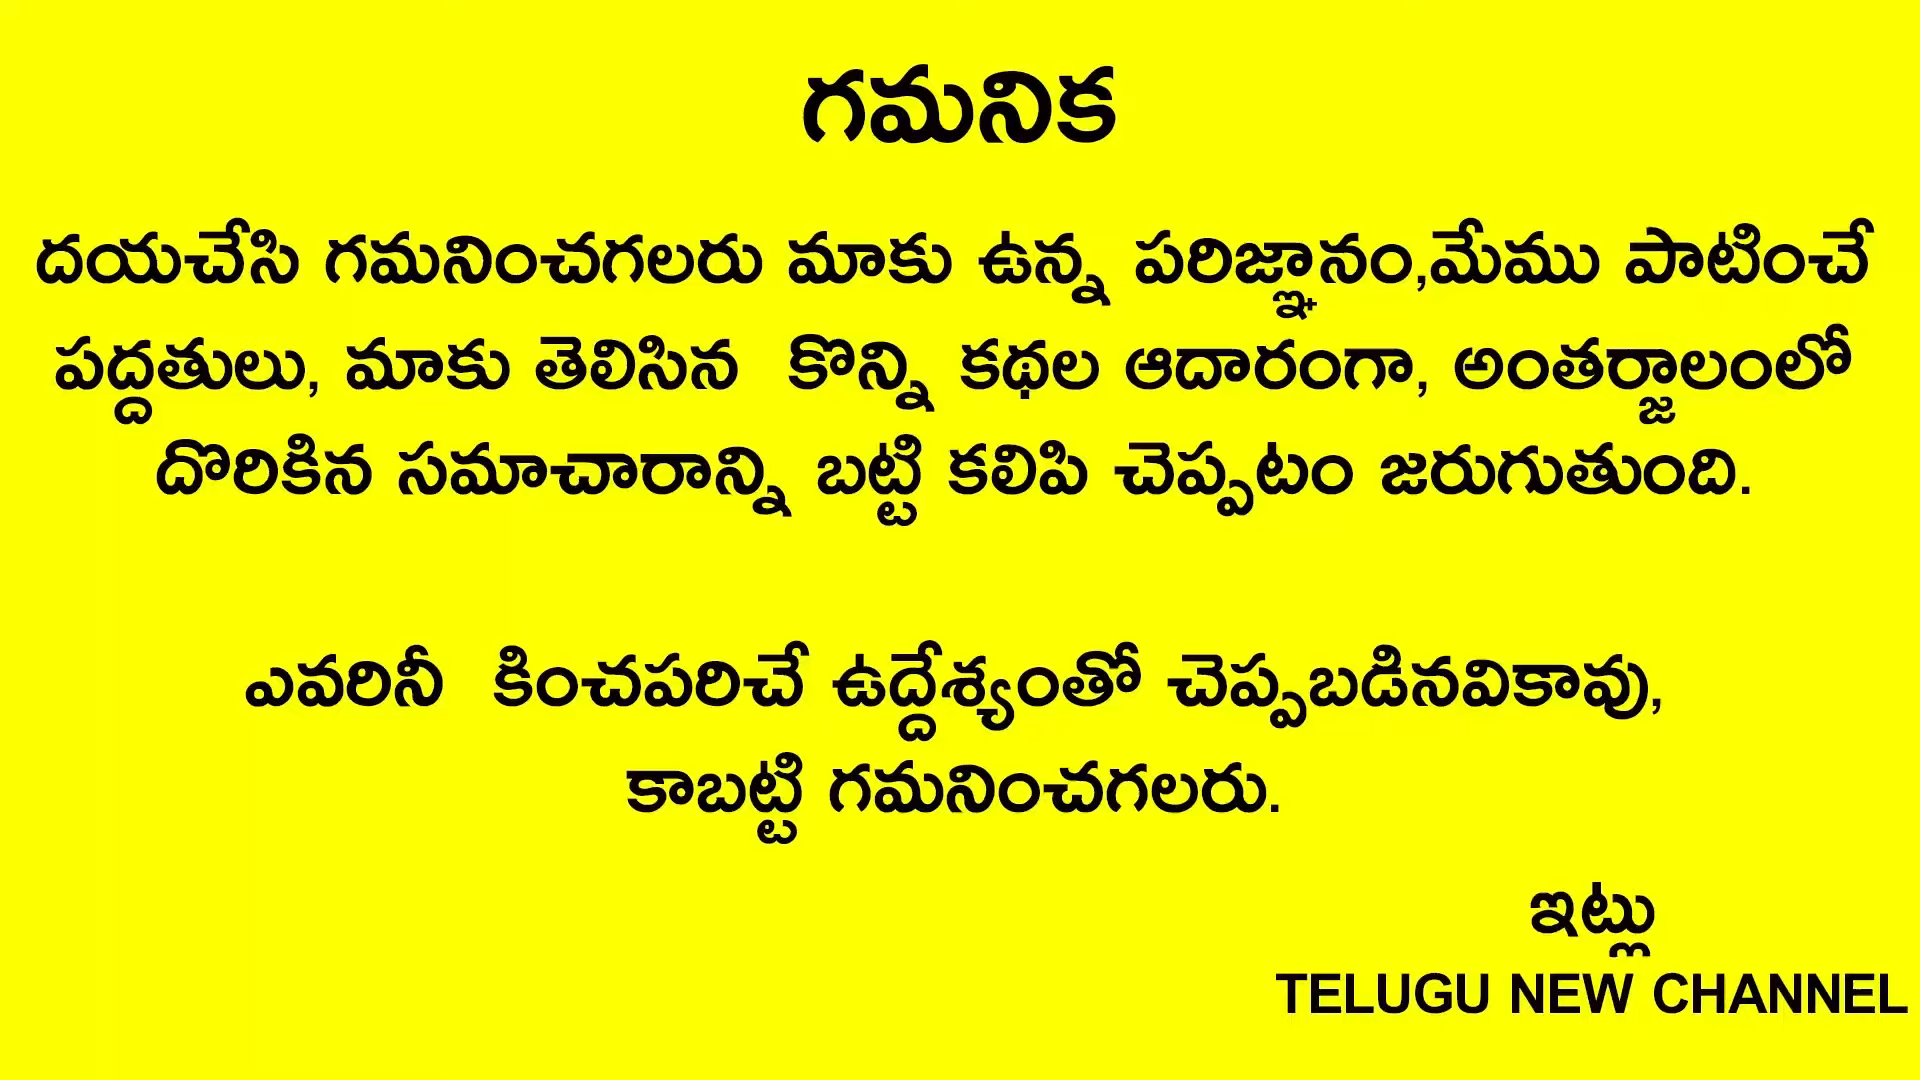 గమనిక
దయచేసి గమనించగలరు మాకు ఉన్న పరిజ్ఞానం,మేము పాటించే
పద్దతులు, మాకు తెలిసిన కొన్ని కథల ఆదారంగా, అంతర్జాలంలో
దొరికిన సమాచారాన్ని బట్టి కలిపి చెప్పటం జరుగుతుంది.
ఎవరినీ కించపరిచే ఉద్దేశ్యంతో చెప్పబడినవికావు,
కాబట్టి గమనించగలరు.
ఇట్లు
TELUGU NEW CHANNEL